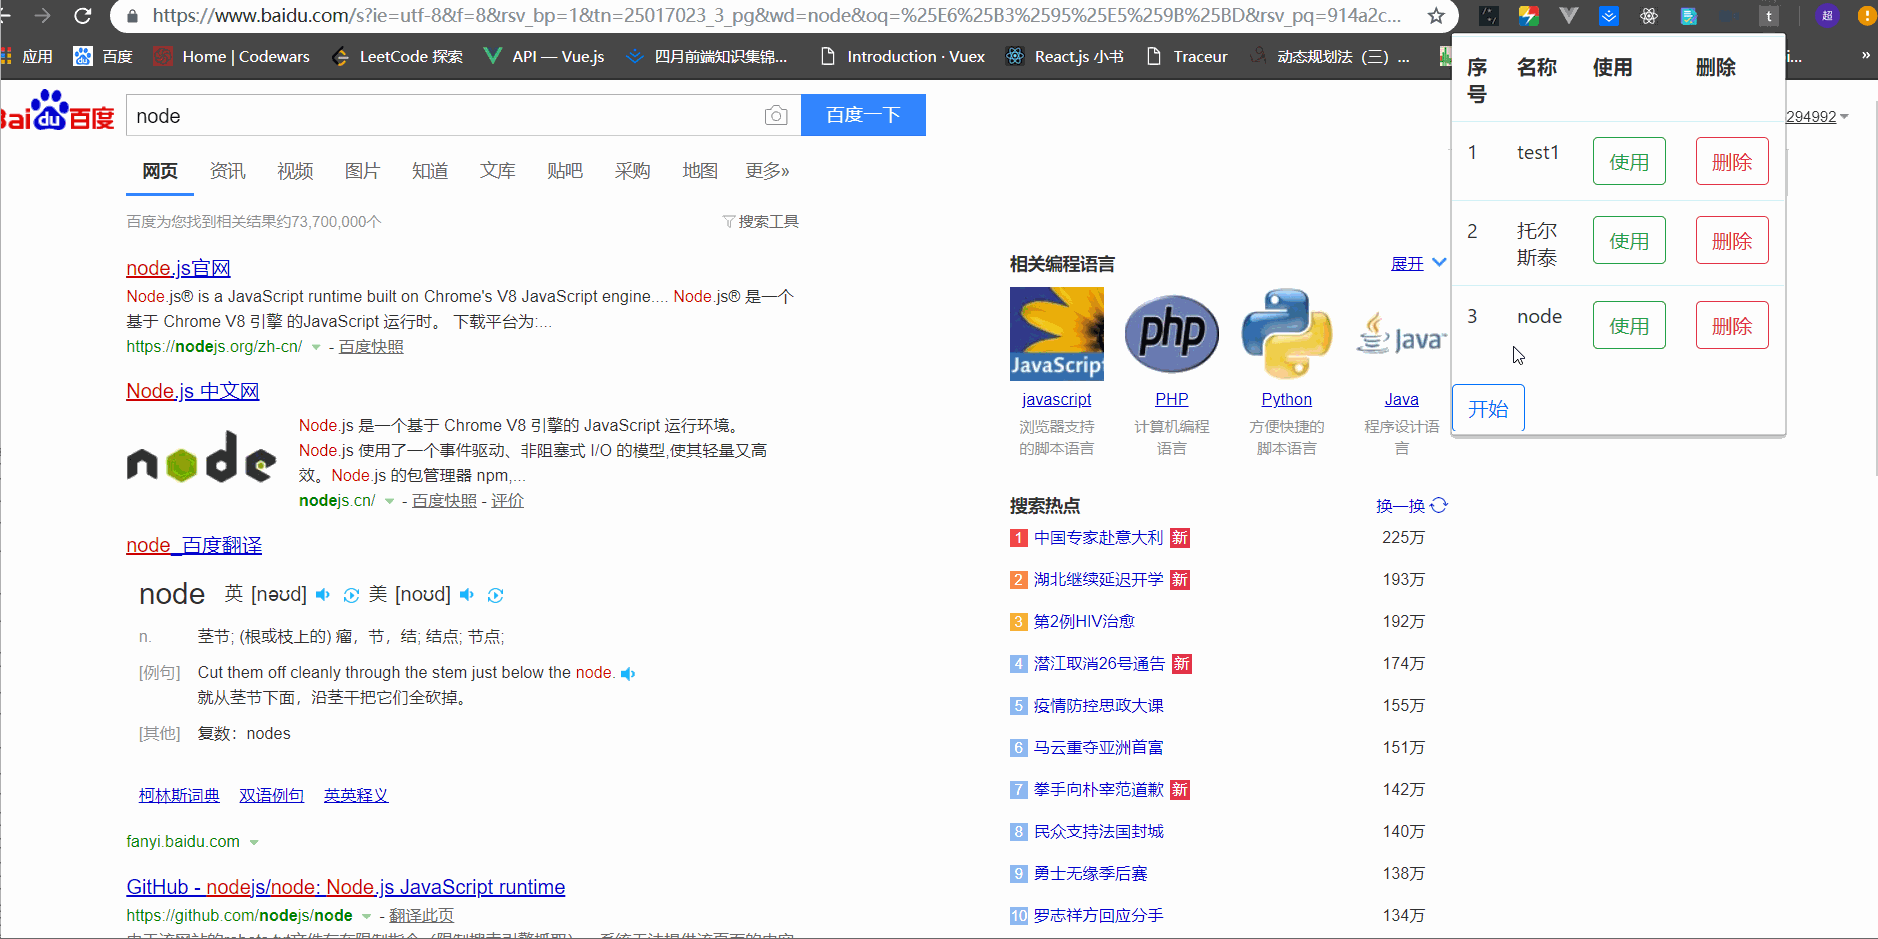 https://www.baidu.com/s?ie=utf-8&f=8&rsv_bp=1&tn=25017023_3_pg&wd=node&oq=%25E6%25B3%2595%25E5%259B%25BD&rsv_pq=914a2c...
t
超
应用
百度
Home | Codewars
LeetCode 探索
API — Vue.js
四月前端知识集锦...
Introduction · Vuex
React.js 小书
Traceur
动态规划法（三）...
i...
»
Bai du 百度
node
百度一下
294992
网页
资讯
视频
图片
知道
文库
贴吧
采购
地图
更多»
百度为您找到相关结果约73,700,000个
搜索工具
node.js官网
Node.js® is a JavaScript runtime built on Chrome's V8 JavaScript engine.... Node.js® 是一个
基于 Chrome V8 引擎 的JavaScript 运行时。 下载平台为:...
https://nodejs.org/zh-cn/ - 百度快照
Node.js 中文网
node
Node.js 是一个基于 Chrome V8 引擎的 JavaScript 运行环境。
Node.js 使用了一个事件驱动、非阻塞式 I/O 的模型,使其轻量又高
效。Node.js 的包管理器 npm,...
nodejs.cn/ - 百度快照 - 评价
node_百度翻译
node 英 [nəʊd] 美 [noʊd]
n. 茎节; (根或枝上的) 瘤，节，结; 结点; 节点;
[例句] Cut them off cleanly through the stem just below the node.
就从茎节下面，沿茎干把它们全砍掉。
[其他] 复数：nodes
柯林斯词典 双语例句 英英释义
fanyi.baidu.com
GitHub - nodejs/node: Node.js JavaScript runtime
https://github.com/nodejs/node - 翻译此页
相关编程语言
展开
JavaScript
php
Java
javascript
PHP
Python
Java
浏览器支持
的脚本语言
计算机编程
语言
方便快捷的
脚本语言
程序设计语
言
搜索热点
换一换
1 中国专家赴意大利 新 225万
2 湖北继续延迟开学 新 193万
3 第2例HIV治愈 192万
4 潜江取消26号通告 新 174万
5 疫情防控思政大课 155万
6 马云重夺亚洲首富 151万
7 拳手向朴宰范道歉 新 142万
8 民众支持法国封城 140万
9 勇士无缘季后赛 138万
10 罗志祥方回应分手 134万
序号
名称
使用
删除
1 test1 使用 删除
2 托尔斯泰 使用 删除
3 node 使用 删除
开始